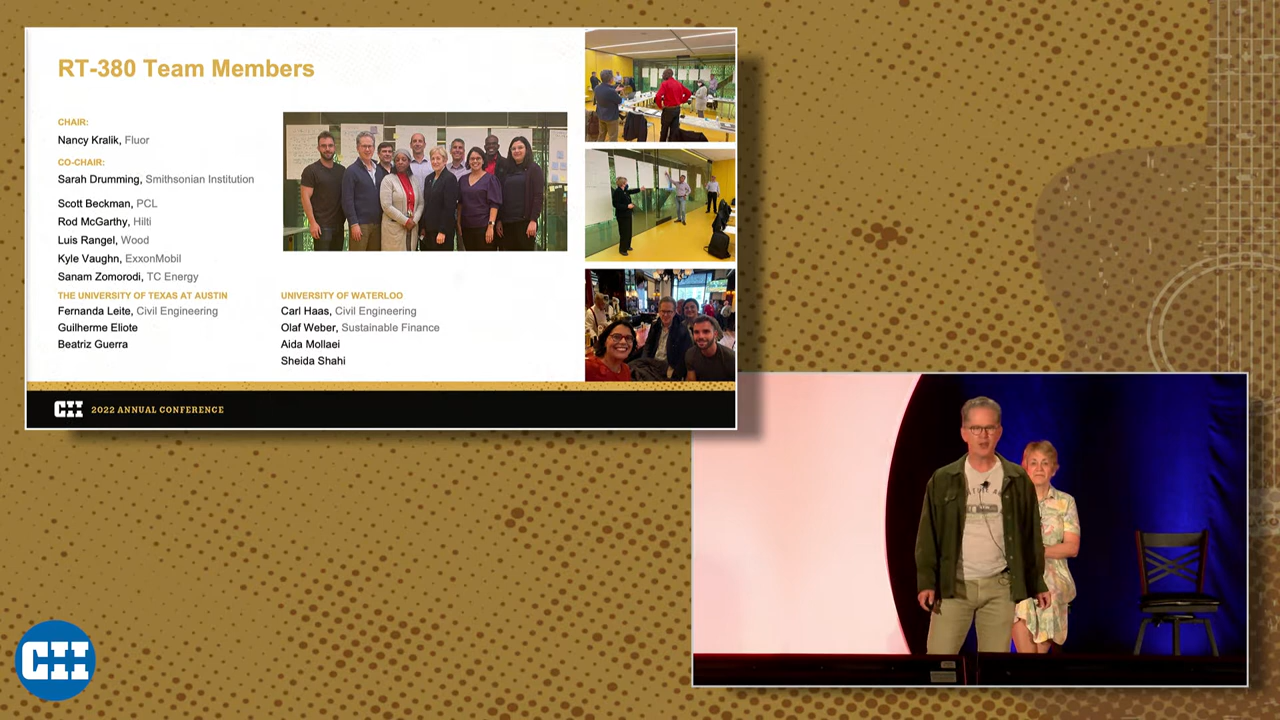 RT-380 Team Members
CHAIR:
Nancy Kralik, Fluor
CO-CHAIR:
Sarah Drumming, Smithsonian Institution
Scott Beckman, PCL
Rod McGarthy, Hilti
Luis Rangel, Wood
Kyle Vaughn, ExxonMobil
Sanam Zomorodi, TC Energy
THE UNIVERSITY OF TEXAS AT AUSTIN
Fernanda Leite, Civil Engineering
Guilherme Eliote
Beatriz Guerra
UNIVERSITY OF WATERLOO
Carl Haas, Civil Engineering
Olaf Weber, Sustainable Finance
Aida Mollaei
Sheida Shahi
CII 2022 ANNUAL CONFERENCE
CII